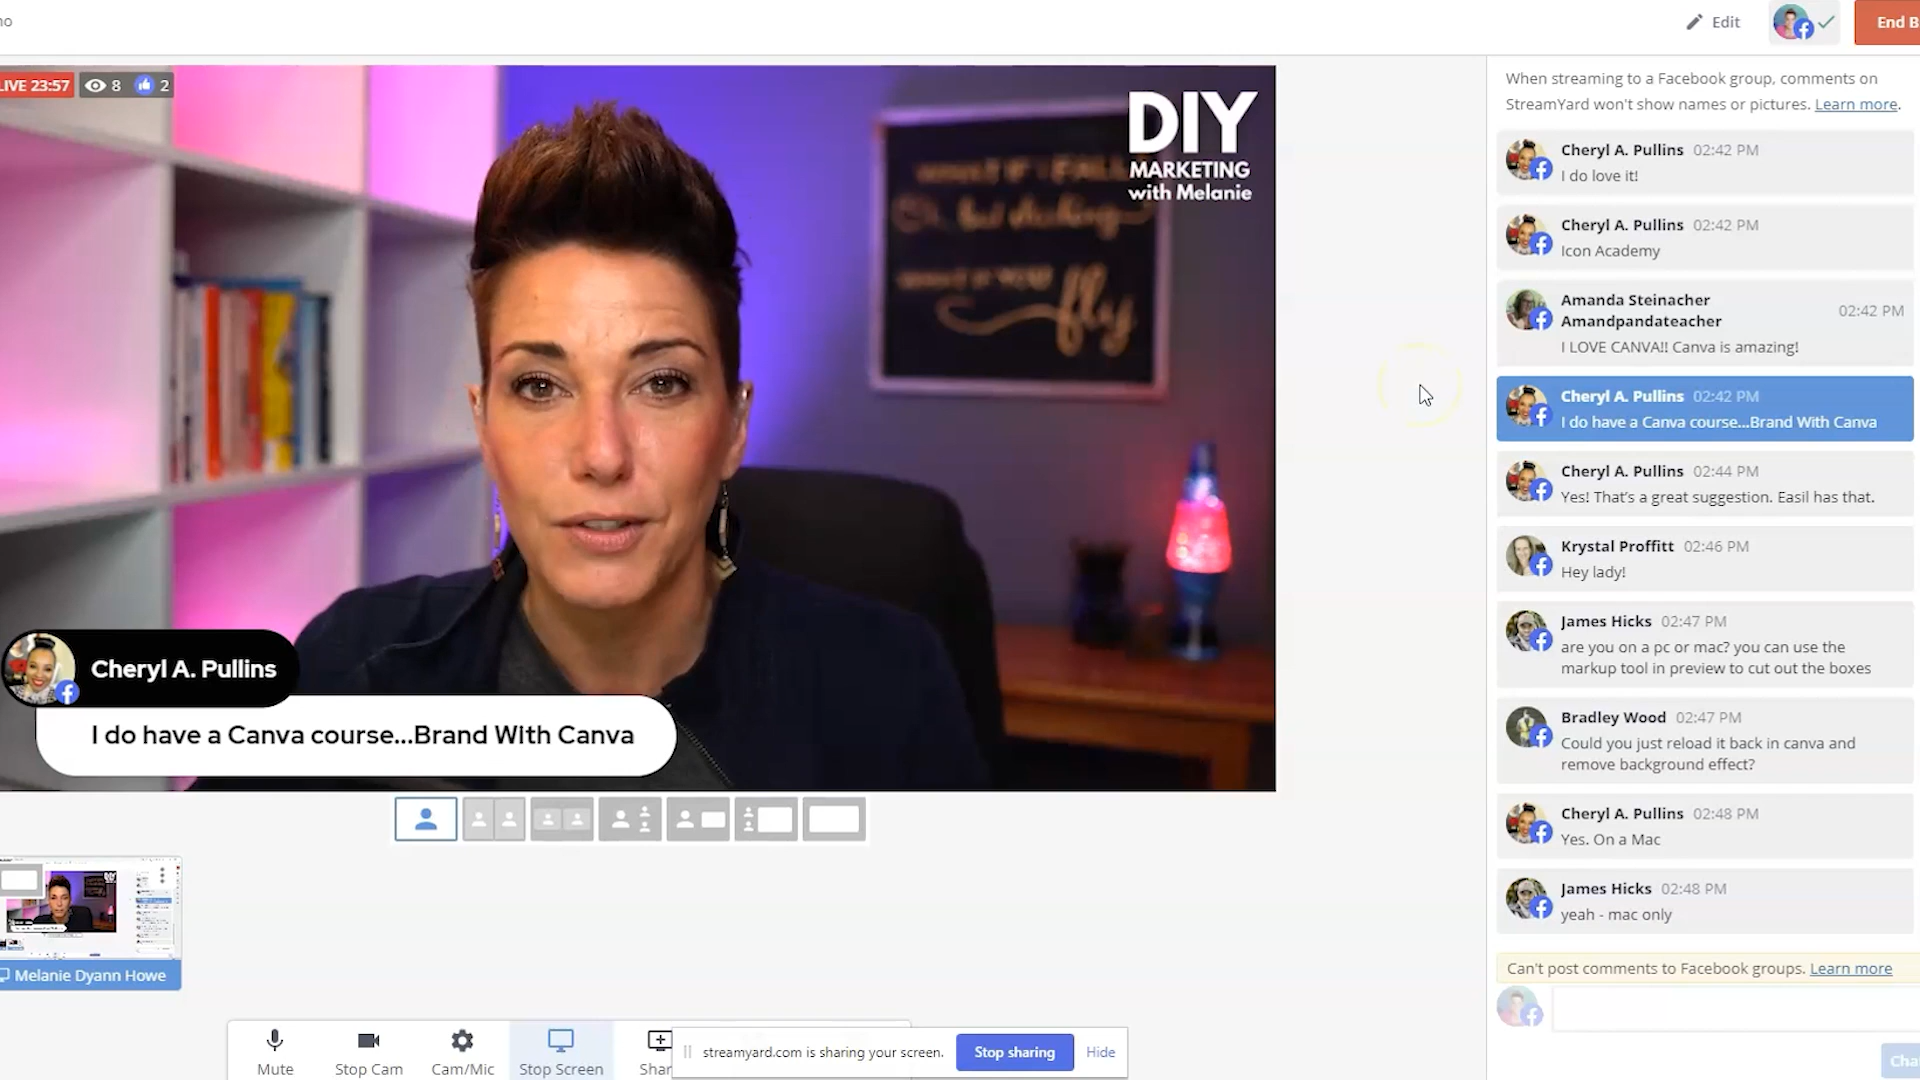 Edit
End B
LIVE 23:57
8
2
DIY
MARKETING
with Melanie
fly
Cheryl A. Pullins
I do have a Canva course...Brand With Canva
Melanie Dyann Howe
Mute
Stop Cam
Cam/Mic
Stop Screen
Shar
streamyard.com is sharing your screen.
Stop sharing
Hide
When streaming to a Facebook group, comments on
StreamYard won't show names or pictures. Learn more.
Cheryl A. Pullins 02:42 PM
I do love it!
Cheryl A. Pullins 02:42 PM
Icon Academy
Amanda Steinacher
Amandpandateacher
02:42 PM
I LOVE CANVA!! Canva is amazing!
Cheryl A. Pullins 02:42 PM
I do have a Canva course...Brand With Canva
Cheryl A. Pullins 02:44 PM
Yes! That's a great suggestion. Easil has that.
Krystal Proffitt 02:46 PM
Hey lady!
James Hicks 02:47 PM
are you on a pc or mac? you can use the
markup tool in preview to cut out the boxes
Bradley Wood 02:47 PM
Could you just reload it back in canva and
remove background effect?
Cheryl A. Pullins 02:48 PM
Yes. On a Mac
James Hicks 02:48 PM
yeah - mac only
Can't post comments to Facebook groups. Learn more
Cha